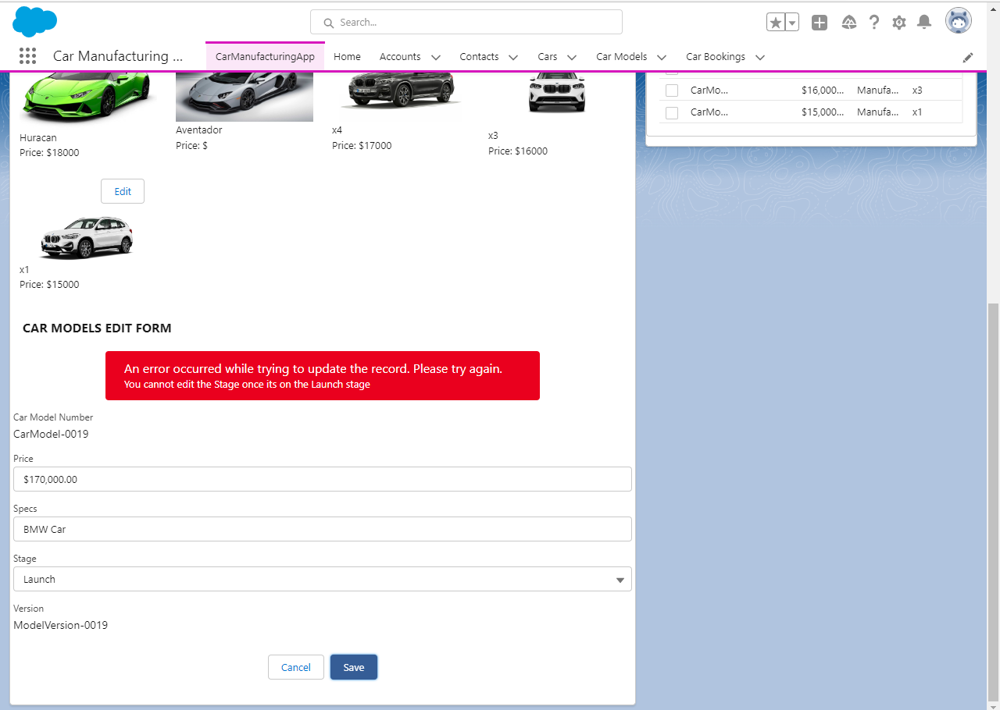 Search...
Car Manufacturing ...
CarManufacturingApp
Home
Accounts
Contacts
Cars
Car Models
Car Bookings
Huracan
Price: $18000
Aventador
Price: $
x4
Price: $17000
x3
Price: $16000
Edit
x1
Price: $15000
CarMo... $16,000... Manufa... x3
CarMo... $15,000... Manufa... x1
CAR MODELS EDIT FORM
An error occurred while trying to update the record. Please try again.
You cannot edit the Stage once its on the Launch stage
Car Model Number
CarModel-0019
Price
$170,000.00
Specs
BMW Car
Stage
Launch
Version
ModelVersion-0019
Cancel
Save